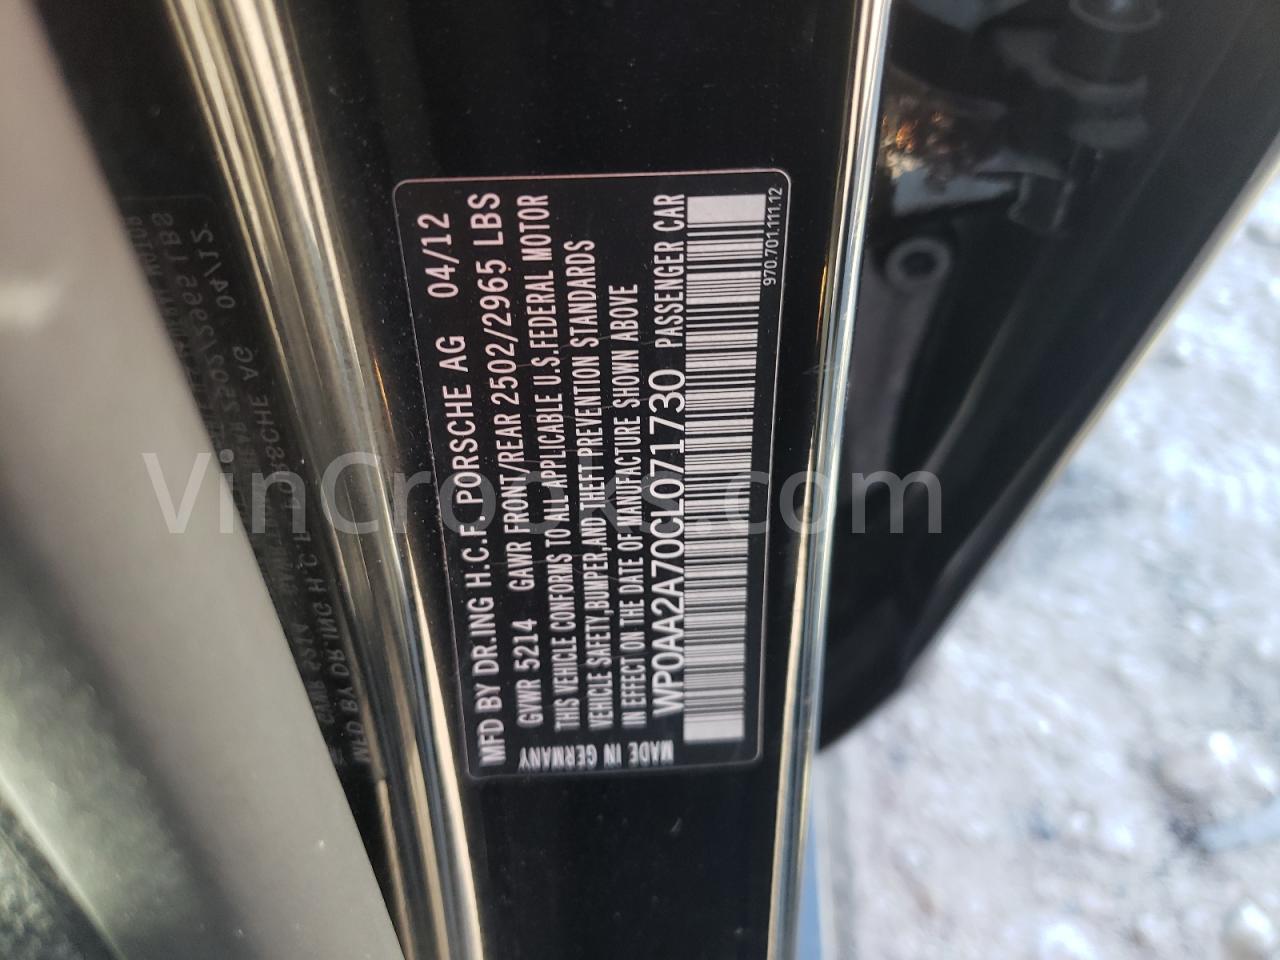 MFD BY DR.ING H.C.F. PORSCHE AG 04/12
GVWR 5214 GAWR FRONT/REAR 2502/2965 LBS
THIS VEHICLE CONFORMS TO ALL APPLICABLE U.S.FEDERAL MOTOR
VEHICLE SAFETY,BUMPER,AND THEFT PREVENTION STANDARDS
IN EFFECT ON THE DATE OF MANUFACTURE SHOWN ABOVE
WP0AA2A70CL071730 PASSENGER CAR
MADE IN GERMANY
970.701.111.12
VinCrooks.com